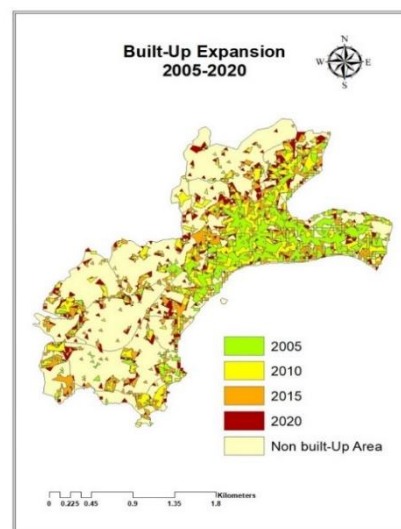 Built-Up Expansion
2005-2020
N
W E
S
2005
2010
2015
2020
Non built-Up Area
Kilometers
0 0.225 0.45 0.9 1.35 1.8